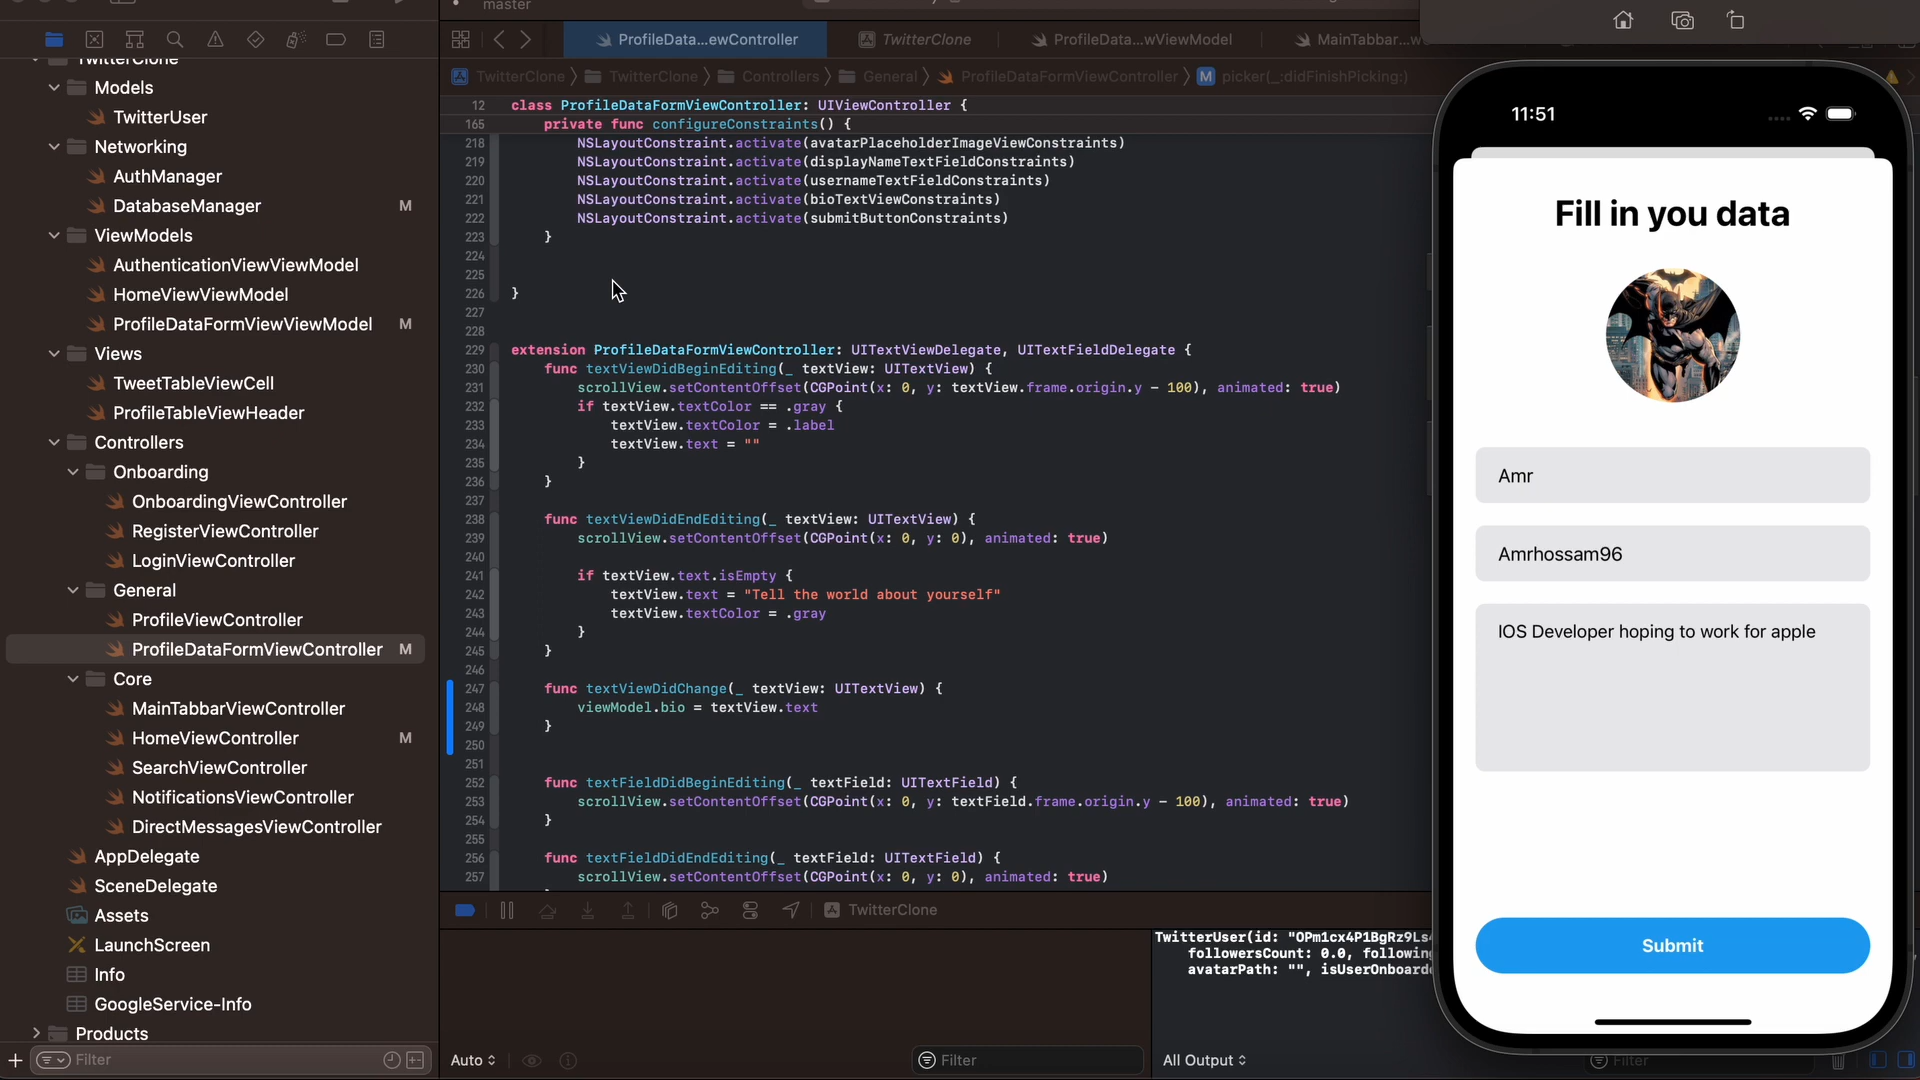 master
ProfileData...ewController
TwitterClone
ProfileData...wViewModel
MainTabbar...
TwitterClone
TwitterClone
Controllers
General
ProfileDataFormViewController
M
picker(_:didFinishPicking:)
TwitterClone
Models
TwitterUser
Networking
AuthManager
DatabaseManager M
ViewModels
AuthenticationViewViewModel
HomeViewViewModel
ProfileDataFormViewViewModel M
Views
TweetTableViewCell
ProfileTableViewHeader
Controllers
Onboarding
OnboardingViewController
RegisterViewController
LoginViewController
General
ProfileViewController
ProfileDataFormViewController M
Core
MainTabbarViewController
HomeViewController M
SearchViewController
NotificationsViewController
DirectMessagesViewController
AppDelegate
SceneDelegate
Assets
LaunchScreen
Info
GoogleService-Info
Products
Filter
12 class ProfileDataFormViewController: UIViewController {
165 private func configureConstraints() {
218 NSLayoutConstraint.activate(avatarPlaceholderImageViewConstraints)
219 NSLayoutConstraint.activate(displayNameTextFieldConstraints)
220 NSLayoutConstraint.activate(usernameTextFieldConstraints)
221 NSLayoutConstraint.activate(bioTextViewConstraints)
222 NSLayoutConstraint.activate(submitButtonConstraints)
223 }
224
225
226 }
227
228
229 extension ProfileDataFormViewController: UITextViewDelegate, UITextFieldDelegate {
230 func textViewDidBeginEditing(_ textView: UITextView) {
231 scrollView.setContentOffset(CGPoint(x: 0, y: textView.frame.origin.y - 100), animated: true)
232 if textView.textColor == .gray {
233 textView.textColor = .label
234 textView.text = ""
235 }
236 }
237
238 func textViewDidEndEditing(_ textView: UITextView) {
239 scrollView.setContentOffset(CGPoint(x: 0, y: 0), animated: true)
240
241 if textView.text.isEmpty {
242 textView.text = "Tell the world about yourself"
243 textView.textColor = .gray
244 }
245 }
246
247 func textViewDidChange(_ textView: UITextView) {
248 viewModel.bio = textView.text
249 }
250
251
252 func textFieldDidBeginEditing(_ textField: UITextField) {
253 scrollView.setContentOffset(CGPoint(x: 0, y: textField.frame.origin.y - 100), animated: true)
254 }
255
256 func textFieldDidEndEditing(_ textField: UITextField) {
257 scrollView.setContentOffset(CGPoint(x: 0, y: 0), animated: true)
TwitterClone
TwitterUser(id: "OPm1cx4P1BgRz9Ls
followersCount: 0.0, following
avatarPath: "", isUserOnboard
Auto
Filter
All Output
Filter
11:51
Fill in you data
Amr
Amrhossam96
IOS Developer hoping to work for apple
Submit